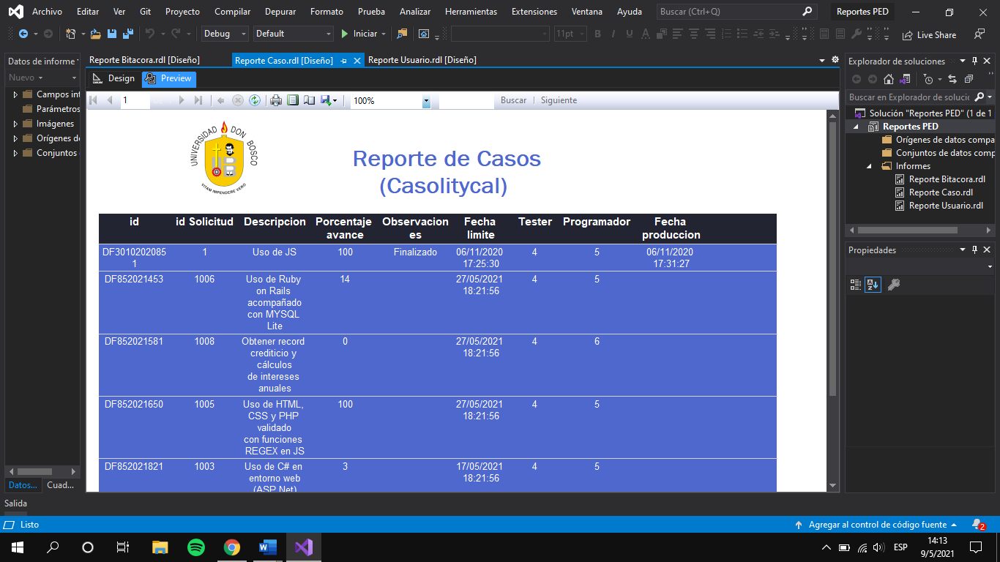 Archivo Editar Ver Git Proyecto Compilar Depurar Formato Prueba Analizar Herramientas Extensiones Ventana Ayuda Buscar (Ctrl+Q) Reportes PED
Debug Default Iniciar 11pt Live Share
Datos de informe
Nuevo
Campos int
Parámetros
Imágenes
Orígenes de
Conjuntos
Datos... Cuad...
Reporte Bitacora.rdl [Diseño] Reporte Caso.rdl [Diseño] Reporte Usuario.rdl [Diseño]
Design Preview
1 100% Buscar | Siguiente
UNIVERSIDAD DON BOSCO
VITAM IMPENDERE VERO
Reporte de Casos
(Casolitycal)
id id Solicitud Descripcion Porcentaje Observacion Fecha Tester Programador Fecha
avance es limite produccion
DF3010202085 1 Uso de JS 100 Finalizado 06/11/2020 4 5 06/11/2020
1 17:25:30 17:31:27
DF852021453 1006 Uso de Ruby 14 27/05/2021 4 5
on Rails 18:21:56
acompañado
con MYSQL
Lite
DF852021581 1008 Obtener record 0 27/05/2021 4 6
crediticio y 18:21:56
cálculos
de intereses
anuales
DF852021650 1005 Uso de HTML, 100 27/05/2021 4 5
CSS y PHP 18:21:56
validado
con funciones
REGEX en JS
DF852021821 1003 Uso de C# en 3 17/05/2021 4 5
entorno web 18:21:56
(ASP Net)
Explorador de soluciones
Buscar en Explorador de solucio
Solución "Reportes PED" (1 de 1
Reportes PED
Orígenes de datos compa
Conjuntos de datos comp
Informes
Reporte Bitacora.rdl
Reporte Caso.rdl
Reporte Usuario.rdl
Propiedades
Salida
Listo Agregar al control de código fuente 2
ESP 14:13
9/5/2021